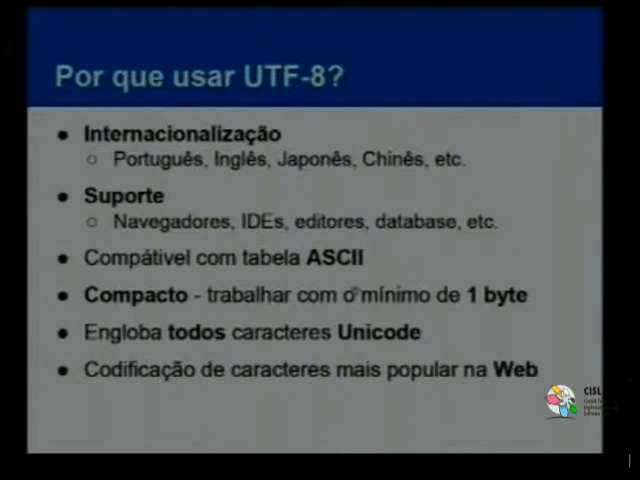 Por que usar UTF-8?
● Internacionalização
○ Português, Inglês, Japonês, Chinês, etc.
● Suporte
○ Navegadores, IDEs, editores, database, etc.
● Compátivel com tabela ASCII
● Compacto - trabalhar com o mínimo de 1 byte
● Engloba todos caracteres Unicode
● Codificação de caracteres mais popular na Web
CISL